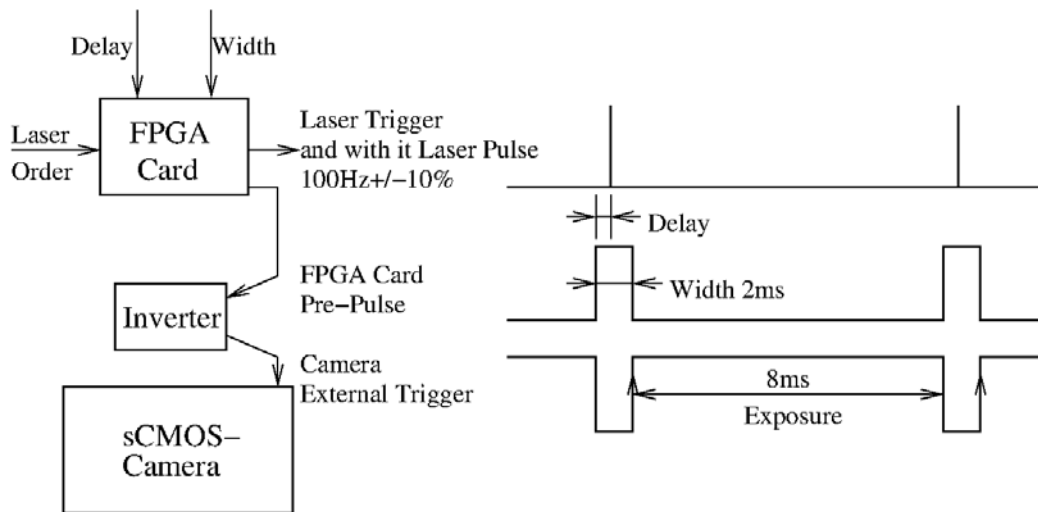 Delay
Width
Laser
Order
FPGA
Card
Laser Trigger
and with it Laser Pulse
100Hz+/-10%
Delay
FPGA Card
Pre-Pulse
Width 2ms
Inverter
Camera
External Trigger
8ms
Exposure
sCMOS-
Camera